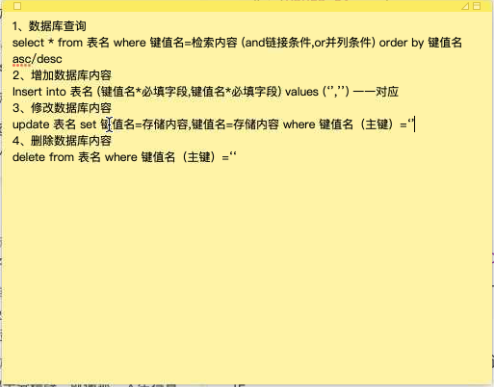 1、数据库查询
select * from 表名 where 键值名=检索内容 (and链接条件,or并列条件) order by 键值名
asc/desc
2、增加数据库内容
Insert into 表名 (键值名*必填字段,键值名*必填字段) values (‘’,’’) 一一对应
3、修改数据库内容
update 表名 set 键值名=存储内容,键值名=存储内容 where 键值名（主键）=‘’
4、删除数据库内容
delete from 表名 where 键值名（主键）=‘‘